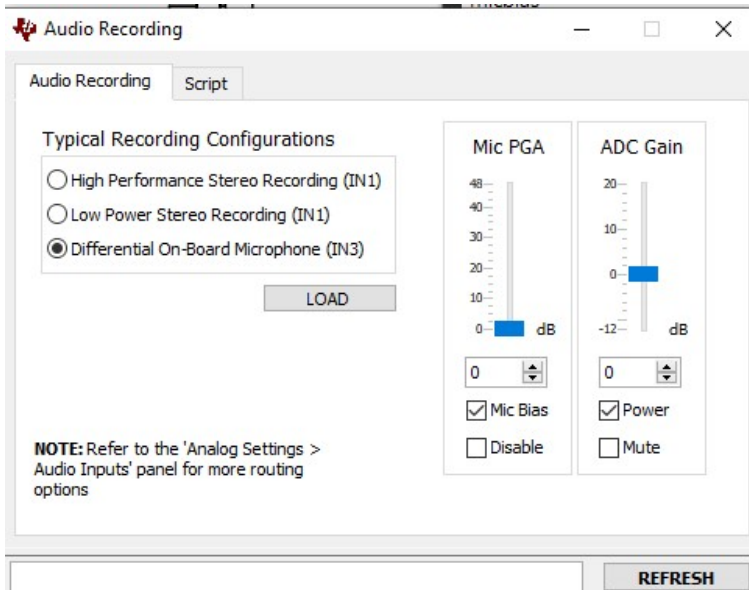 Audio Recording
Audio Recording
Script
Typical Recording Configurations
High Performance Stereo Recording (IN1)
Low Power Stereo Recording (IN1)
Differential On-Board Microphone (IN3)
LOAD
NOTE: Refer to the 'Analog Settings >
Audio Inputs' panel for more routing
options
Mic PGA
48
40
30
20
10
0
dB
0
Mic Bias
Disable
ADC Gain
20
10
0
-12
dB
0
Power
Mute
REFRESH